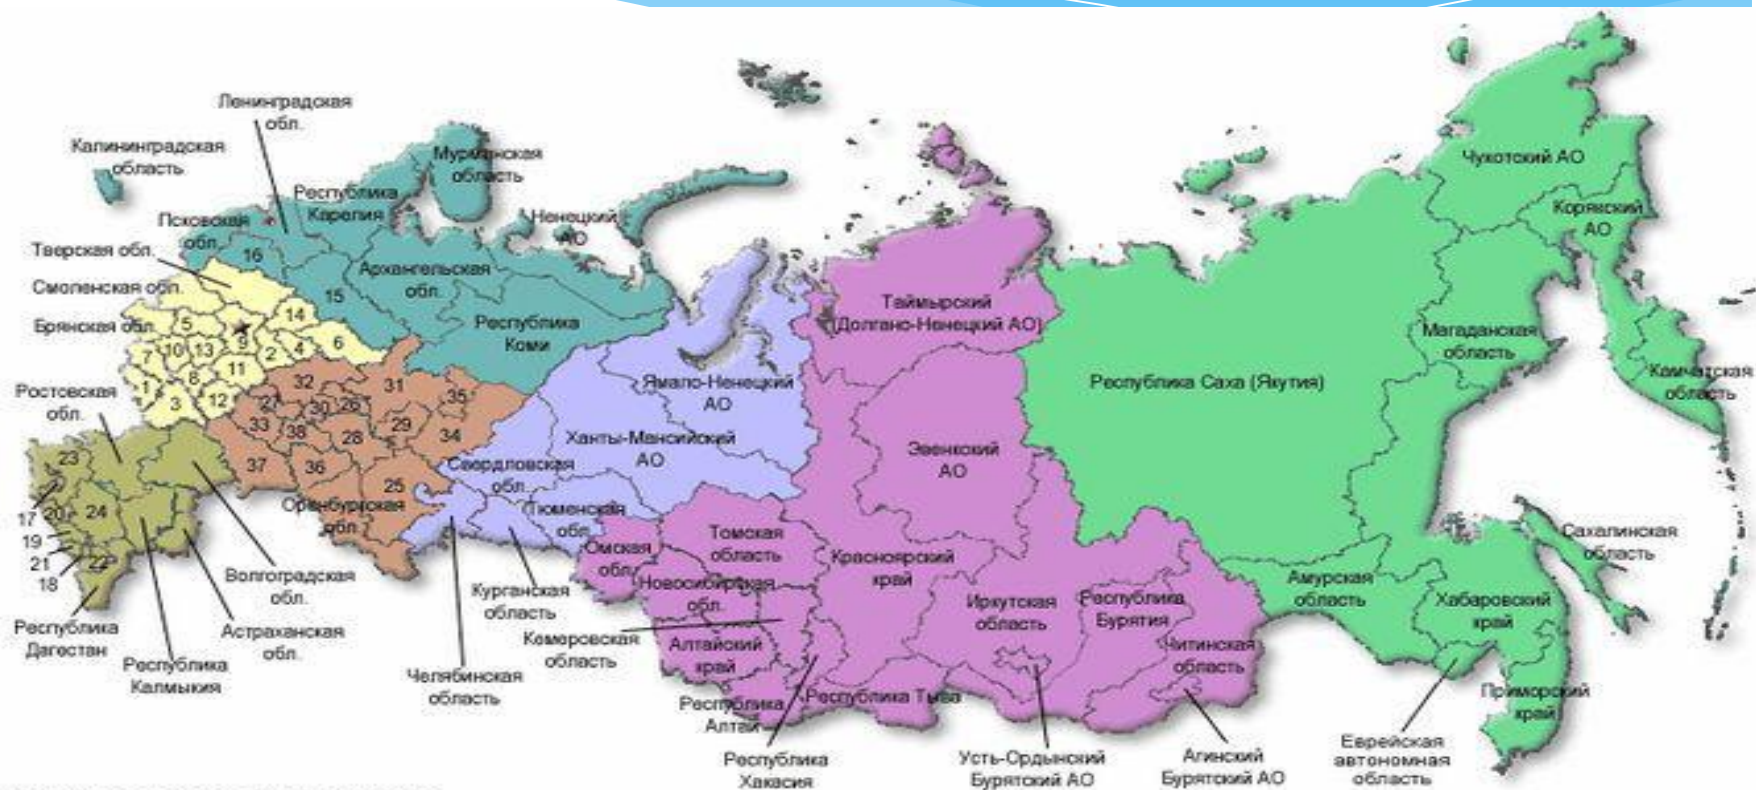 Ленинградская
обл.
Калининградская
область
Мурманская
область
Республика
Карелия
Ненецкий
АО
Псковская
обл.
16
Тверская обл.
Архангельская
обл.
Смоленская обл.
15
14
Брянская обл.
5
9
6
Республика
Коми
7
10
13
2
4
11
1
8
3
12
Ростовская
обл.
32
31
35
27
30
26
33
38
28
29
34
37
36
25
Оренбургская
обл.
23
17
20
24
19
21
18
22
Республика
Дагестан
Республика
Калмыкия
Астраханская
обл.
Волгоградская
обл.
Ямало-Ненецкий
АО
Ханты-Мансийский
АО
Свердловская
обл.
Тюменская
обл.
Курганская
область
Челябинская
область
Таймырский
(Долгано-Ненецкий АО)
Эвенкский
АО
Красноярский
край
Томская
область
Омская
обл.
Новосибирская
обл.
Кемеровская
область
Алтайский
край
Республика
Алтай
Республика
Хакасия
Республика Тыва
Иркутская
область
Республика
Бурятия
Читинская
область
Усть-Ордынский
Бурятский АО
Агинский
Бурятский АО
Республика Саха (Якутия)
Чукотский АО
Корякский
АО
Магаданская
область
Камчатская
область
Сахалинская
область
Амурская
область
Хабаровский
край
Приморский
край
Еврейская
автономная
область